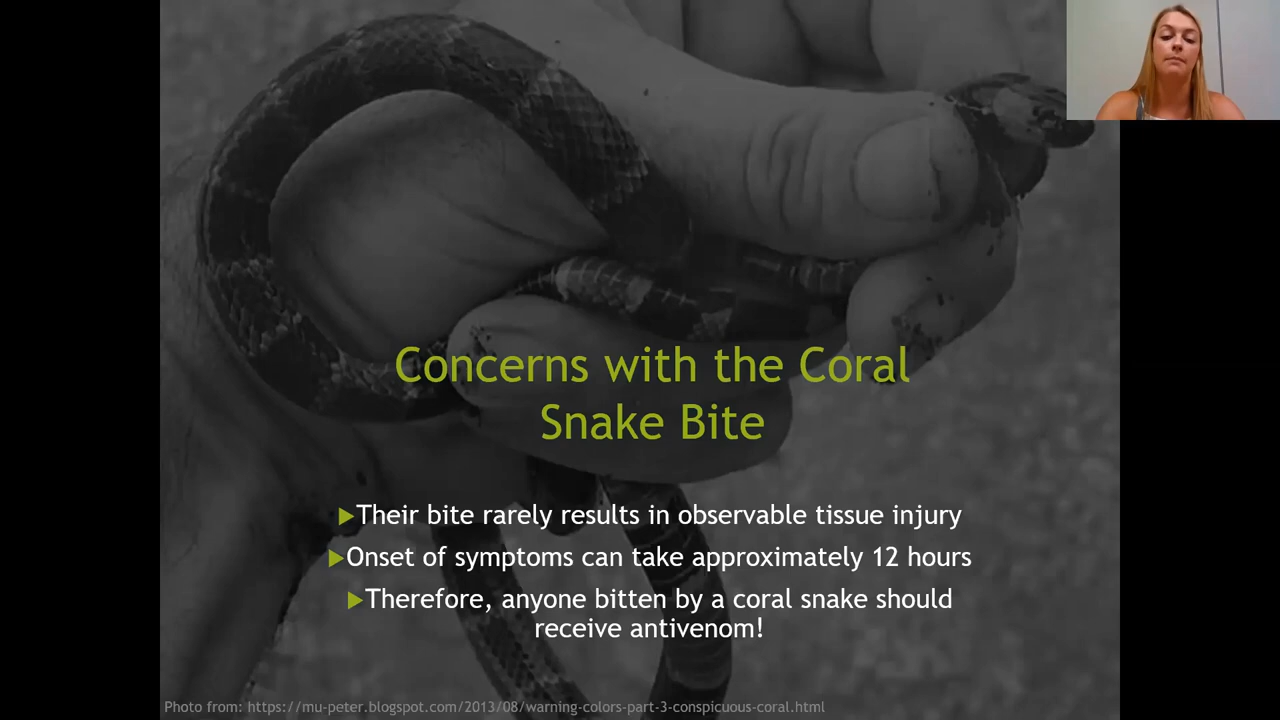 Concerns with the Coral
Snake Bite
▶Their bite rarely results in observable tissue injury
▶Onset of symptoms can take approximately 12 hours
▶Therefore, anyone bitten by a coral snake should
receive antivenom!
Photo from: https://mu-peter.blogspot.com/2013/08/warning-colors-part-3-conspicuous-coral.html